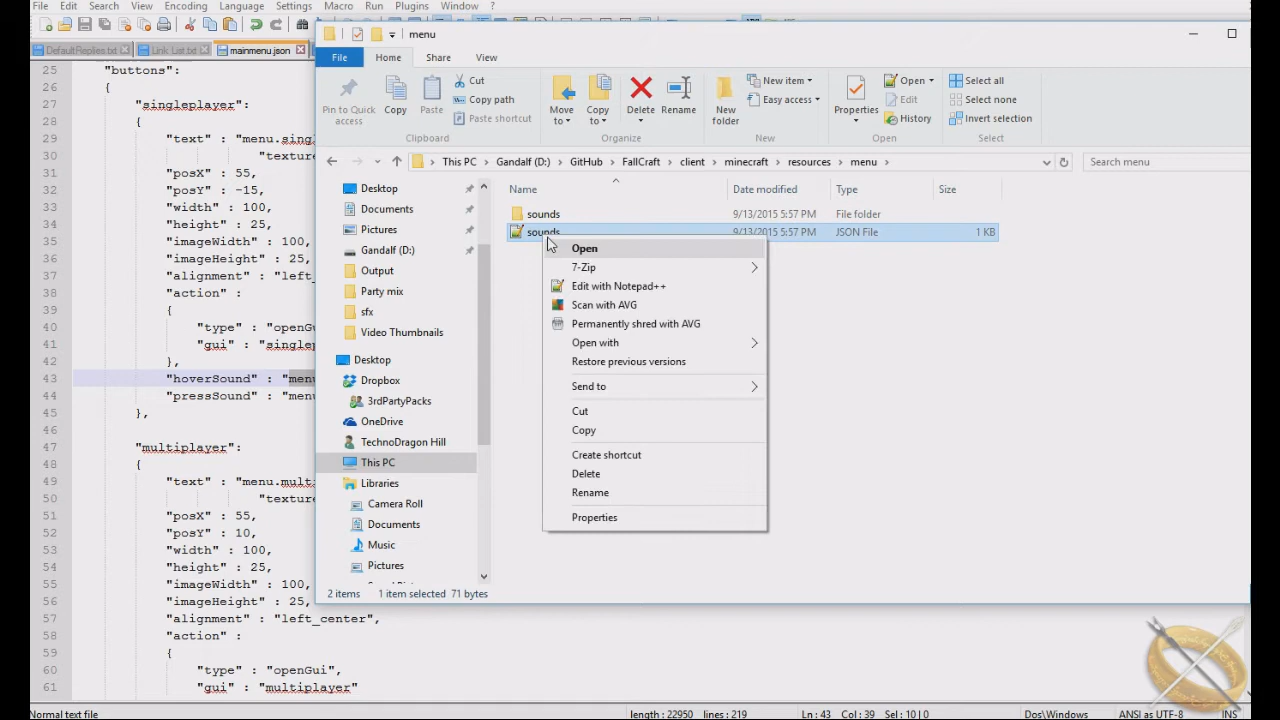 File Edit Search View Encoding Language Settings Macro Run Plugins Window ?
DefaultReplies.txt Link List.txt mainmenu.json
25 "buttons":
26 {
27 "singleplayer":
28 {
29 "text" : "menu.sing
30 "texture
31 "posX" : 55,
32 "posY" : -15,
33 "width" : 100,
34 "height" : 25,
35 "imageWidth" : 100,
36 "imageHeight" : 25,
37 "alignment" : "left_
38 "action" :
39 {
40 "type" : "openGu
41 "gui" : "singlep
42 },
43 "hoverSound" : "menu
44 "pressSound" : "menu
45 },
46
47 "multiplayer":
48 {
49 "text" : "menu.multi
50 "texture
51 "posX" : 55,
52 "posY" : 10,
53 "width" : 100,
54 "height" : 25,
55 "imageWidth" : 100,
56 "imageHeight" : 25,
57 "alignment" : "left_center",
58 "action" :
59 {
60 "type" : "openGui",
61 "gui" : "multiplayer"
Normal text file length : 22950 lines : 219 Ln : 43 Col : 39 Sel : 10 | 0 Dos\Windows ANSI as UTF-8 INS
menu
File Home Share View
Pin to Quick access
Copy
Paste
Cut
Copy path
Paste shortcut
Clipboard
Move to
Copy to
Delete
Rename
Organize
New folder
New item
Easy access
New
Properties
Open
Edit
History
Open
Select all
Select none
Invert selection
Select
This PC Gandalf (D:) GitHub FallCraft client minecraft resources menu
Search menu
Desktop
Documents
Pictures
Gandalf (D:)
Output
Party mix
sfx
Video Thumbnails
Desktop
Dropbox
3rdPartyPacks
OneDrive
TechnoDragon Hill
This PC
Libraries
Camera Roll
Documents
Music
Pictures
Name Date modified Type Size
sounds 9/13/2015 5:57 PM File folder
sounds 9/13/2015 5:57 PM JSON File 1 KB
Open
7-Zip
Edit with Notepad++
Scan with AVG
Permanently shred with AVG
Open with
Restore previous versions
Send to
Cut
Copy
Create shortcut
Delete
Rename
Properties
2 items 1 item selected 71 bytes